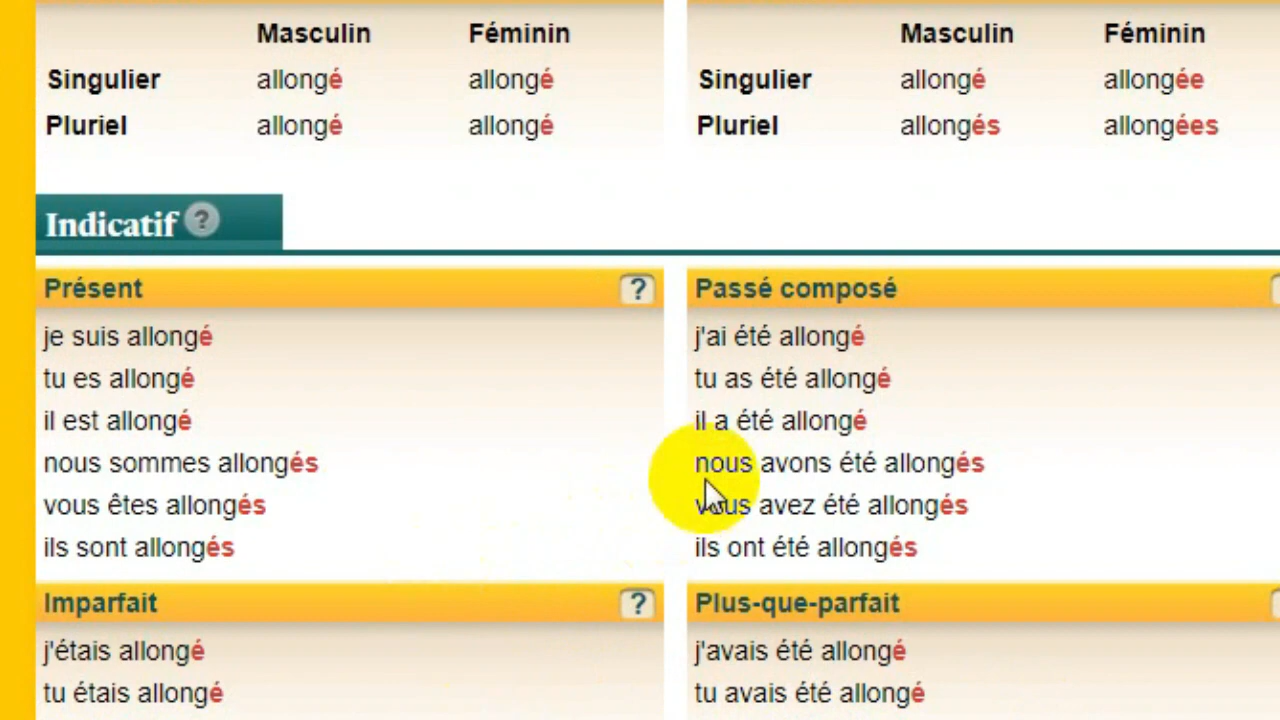 Masculin Féminin
Singulier allongé allongé
Pluriel allongé allongé
Masculin Féminin
Singulier allongé allongée
Pluriel allongés allongées
Indicatif ?
Présent ?
je suis allongé
tu es allongé
il est allongé
nous sommes allongés
vous êtes allongés
ils sont allongés
Passé composé
j'ai été allongé
tu as été allongé
il a été allongé
nous avons été allongés
vous avez été allongés
ils ont été allongés
Imparfait ?
j'étais allongé
tu étais allongé
Plus-que-parfait
j'avais été allongé
tu avais été allongé